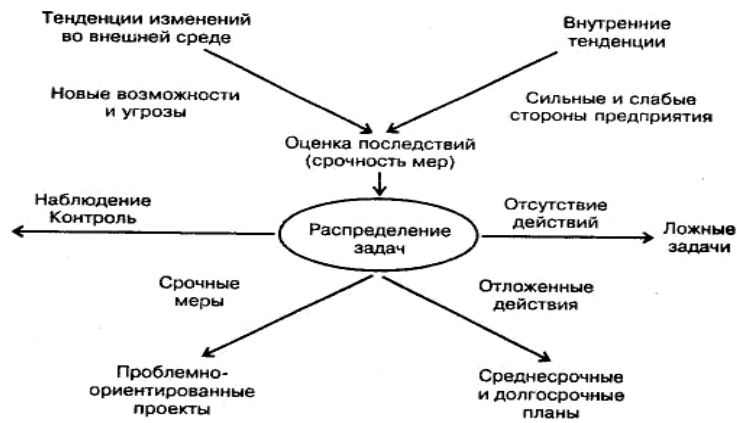 Тенденции изменений
во внешней среде
Внутренние
тенденции
Новые возможности
и угрозы
Сильные и слабые
стороны предприятия
Оценка последствий
(срочность мер)
Наблюдение
Контроль
Распределение
задач
Отсутствие
действий
Ложные
задачи
Срочные
меры
Отложенные
действия
Проблемно-
ориентированные
проекты
Среднесрочные
и долгосрочные
планы